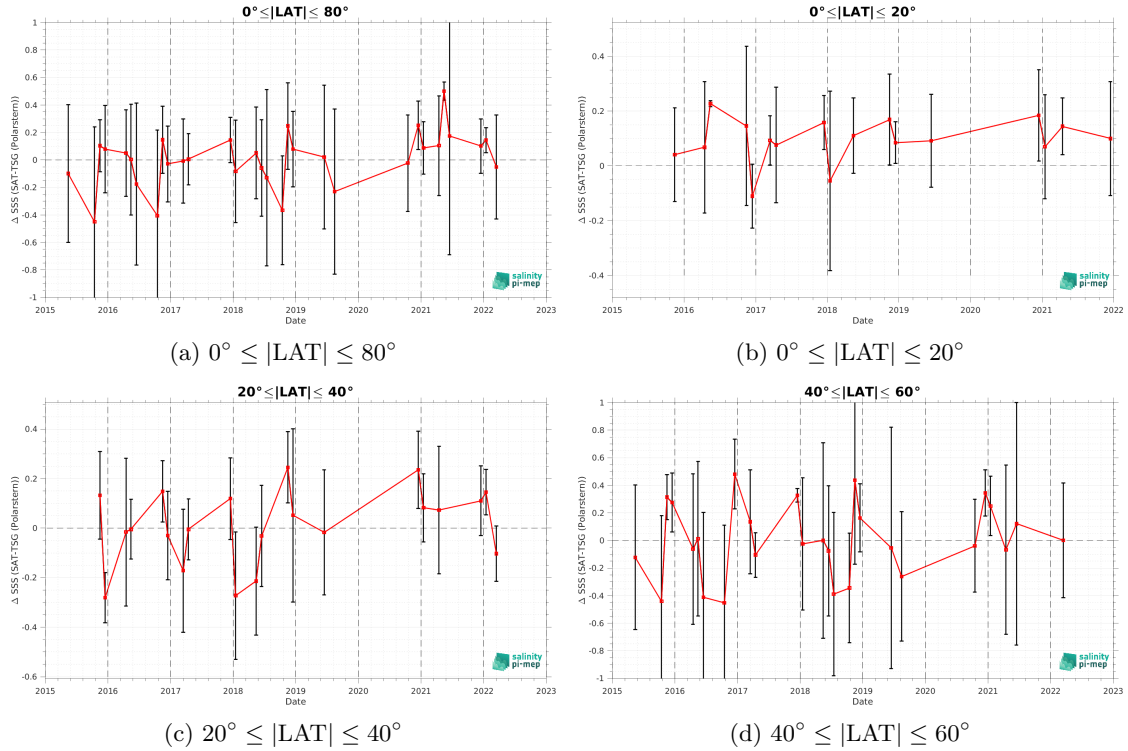 0°≤|LAT|≤ 80°
Δ SSS (SAT-TSG (Polarstern))
1
0.8
0.6
0.4
0.2
0
-0.2
-0.4
-0.6
-0.8
-1
2015 2016 2017 2018 2019 2020 2021 2022 2023
Date
salinity
pi-mep
(a) 0° ≤ |LAT| ≤ 80°
0°≤|LAT|≤ 20°
Δ SSS (SAT-TSG (Polarstern))
0.4
0.2
0
-0.2
-0.4
2015 2016 2017 2018 2019 2020 2021 2022
Date
salinity
pi-mep
(b) 0° ≤ |LAT| ≤ 20°
20°≤|LAT|≤ 40°
Δ SSS (SAT-TSG (Polarstern))
0.4
0.2
0
-0.2
-0.4
-0.6
2015 2016 2017 2018 2019 2020 2021 2022 2023
Date
salinity
pi-mep
(c) 20° ≤ |LAT| ≤ 40°
40°≤|LAT|≤ 60°
Δ SSS (SAT-TSG (Polarstern))
1
0.8
0.6
0.4
0.2
0
-0.2
-0.4
-0.6
-0.8
-1
2015 2016 2017 2018 2019 2020 2021 2022 2023
Date
salinity
pi-mep
(d) 40° ≤ |LAT| ≤ 60°